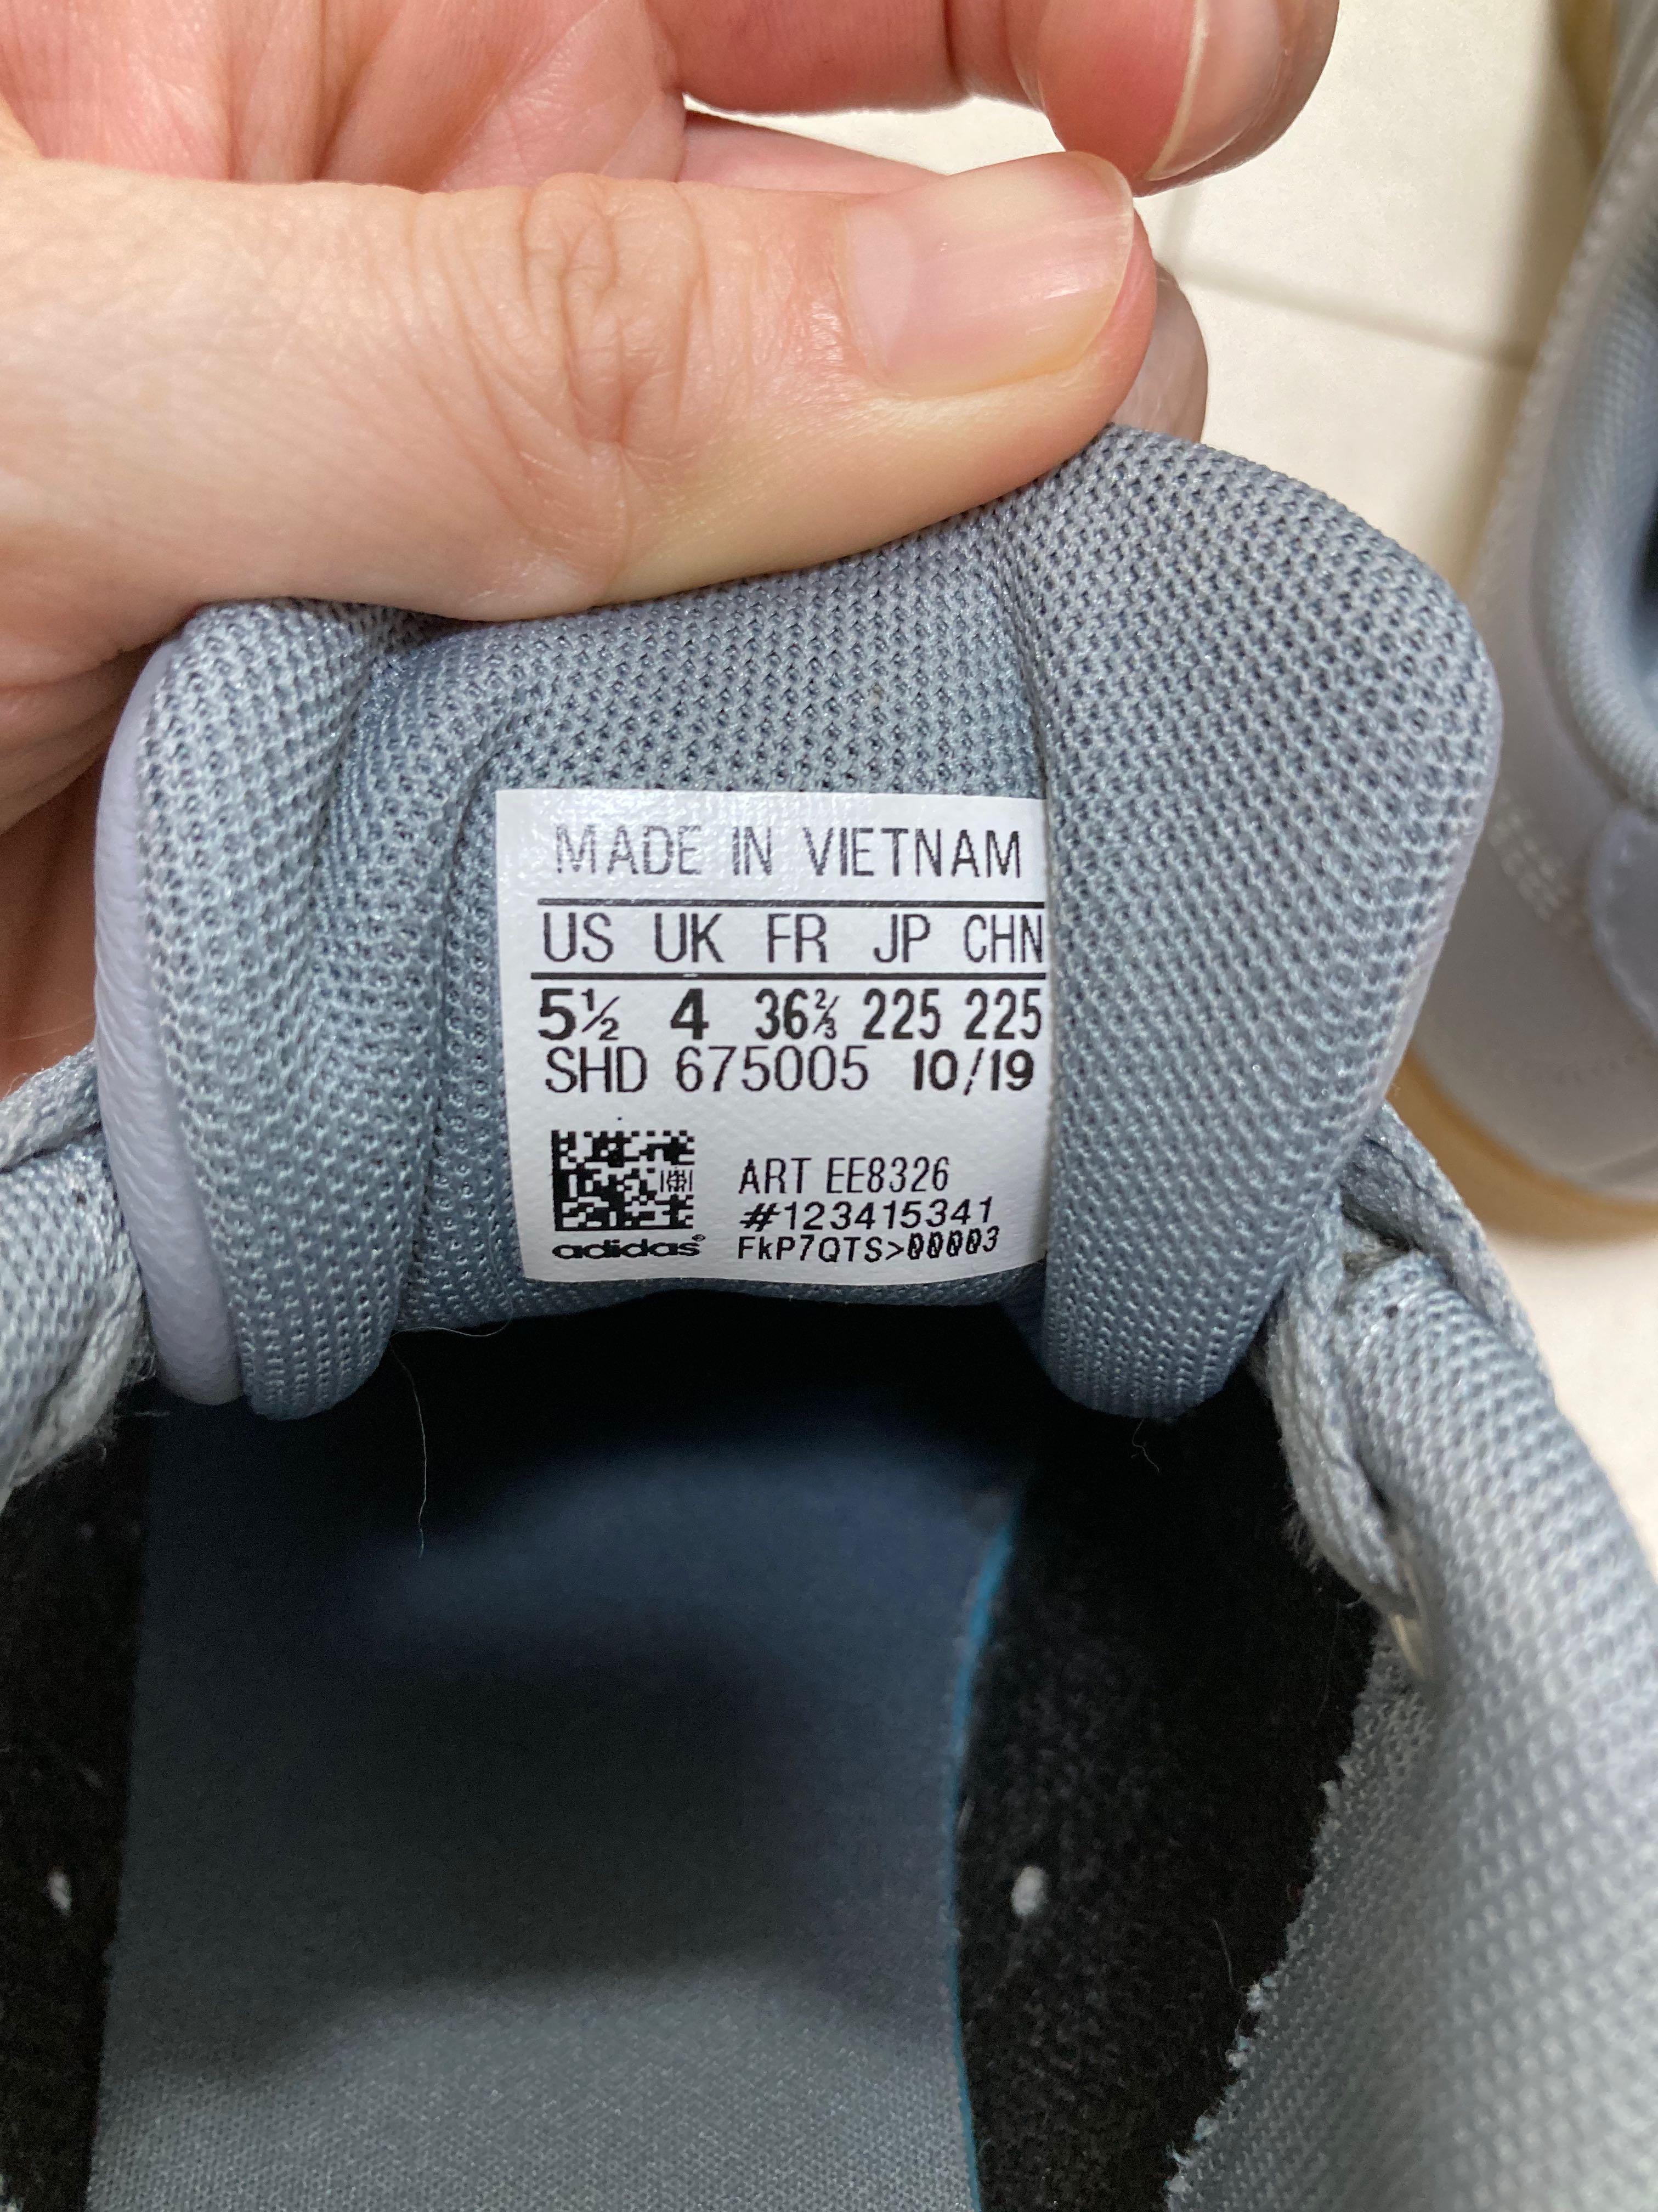 MADE IN VIETNAM
US UK FR JP CHN
5½ 4 36⅔ 225 225
SHD 675005 10/19
ART EE8326
#123415341
adidas® FkP7QTS>00003